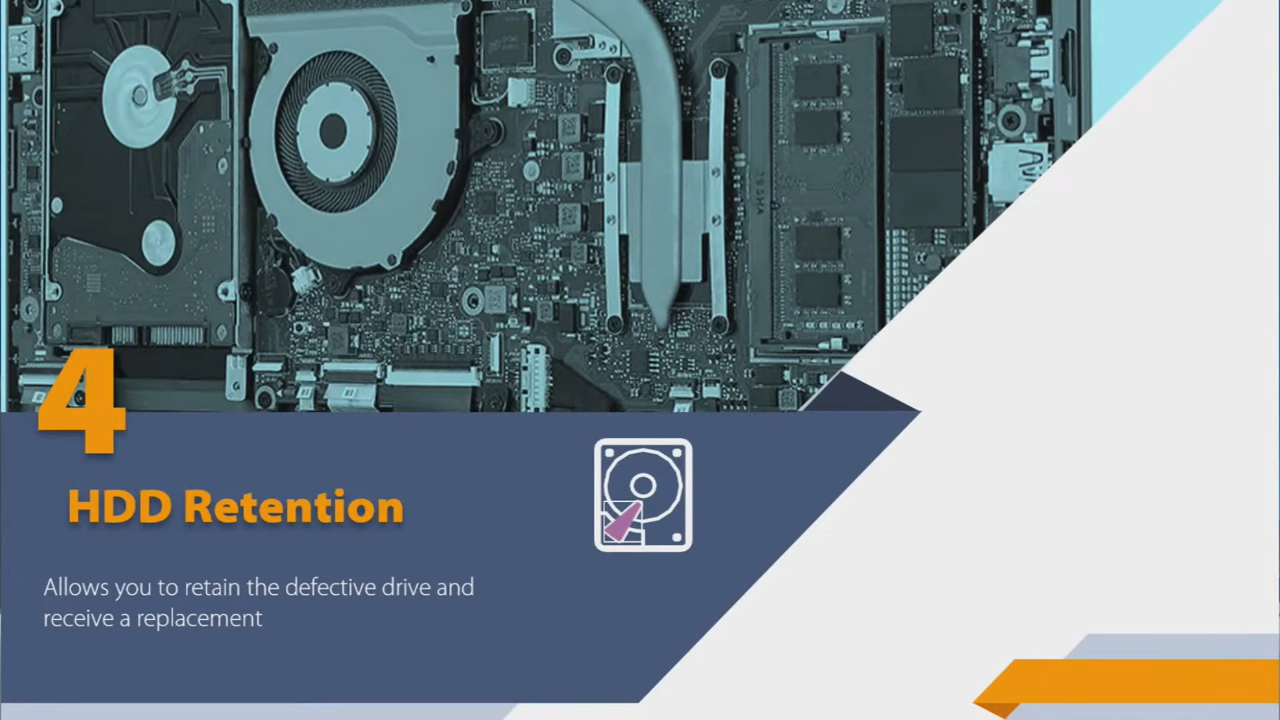 4
HDD Retention
Allows you to retain the defective drive and
receive a replacement